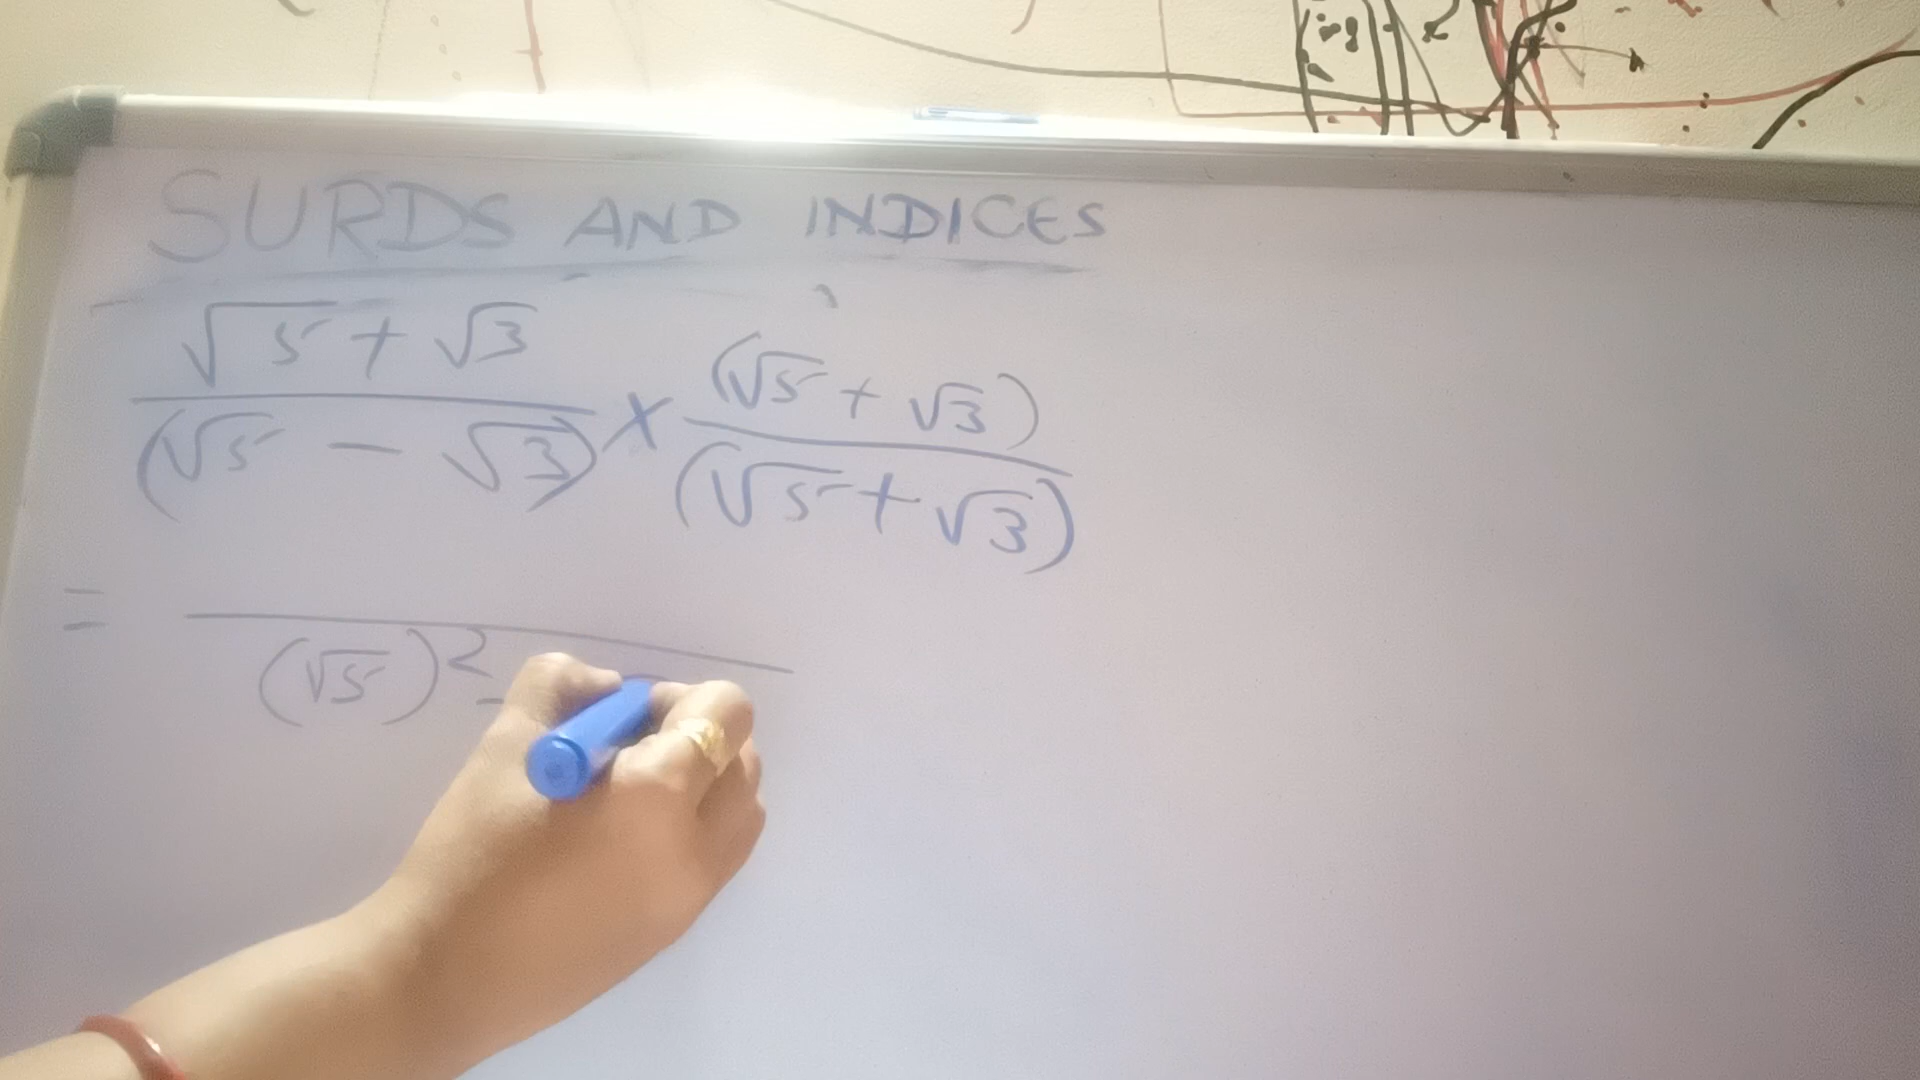 SURDS AND INDICES
√5 + √3
(√5 - √3)
×
(√5 + √3)
(√5 + √3)
=
(√5)² -